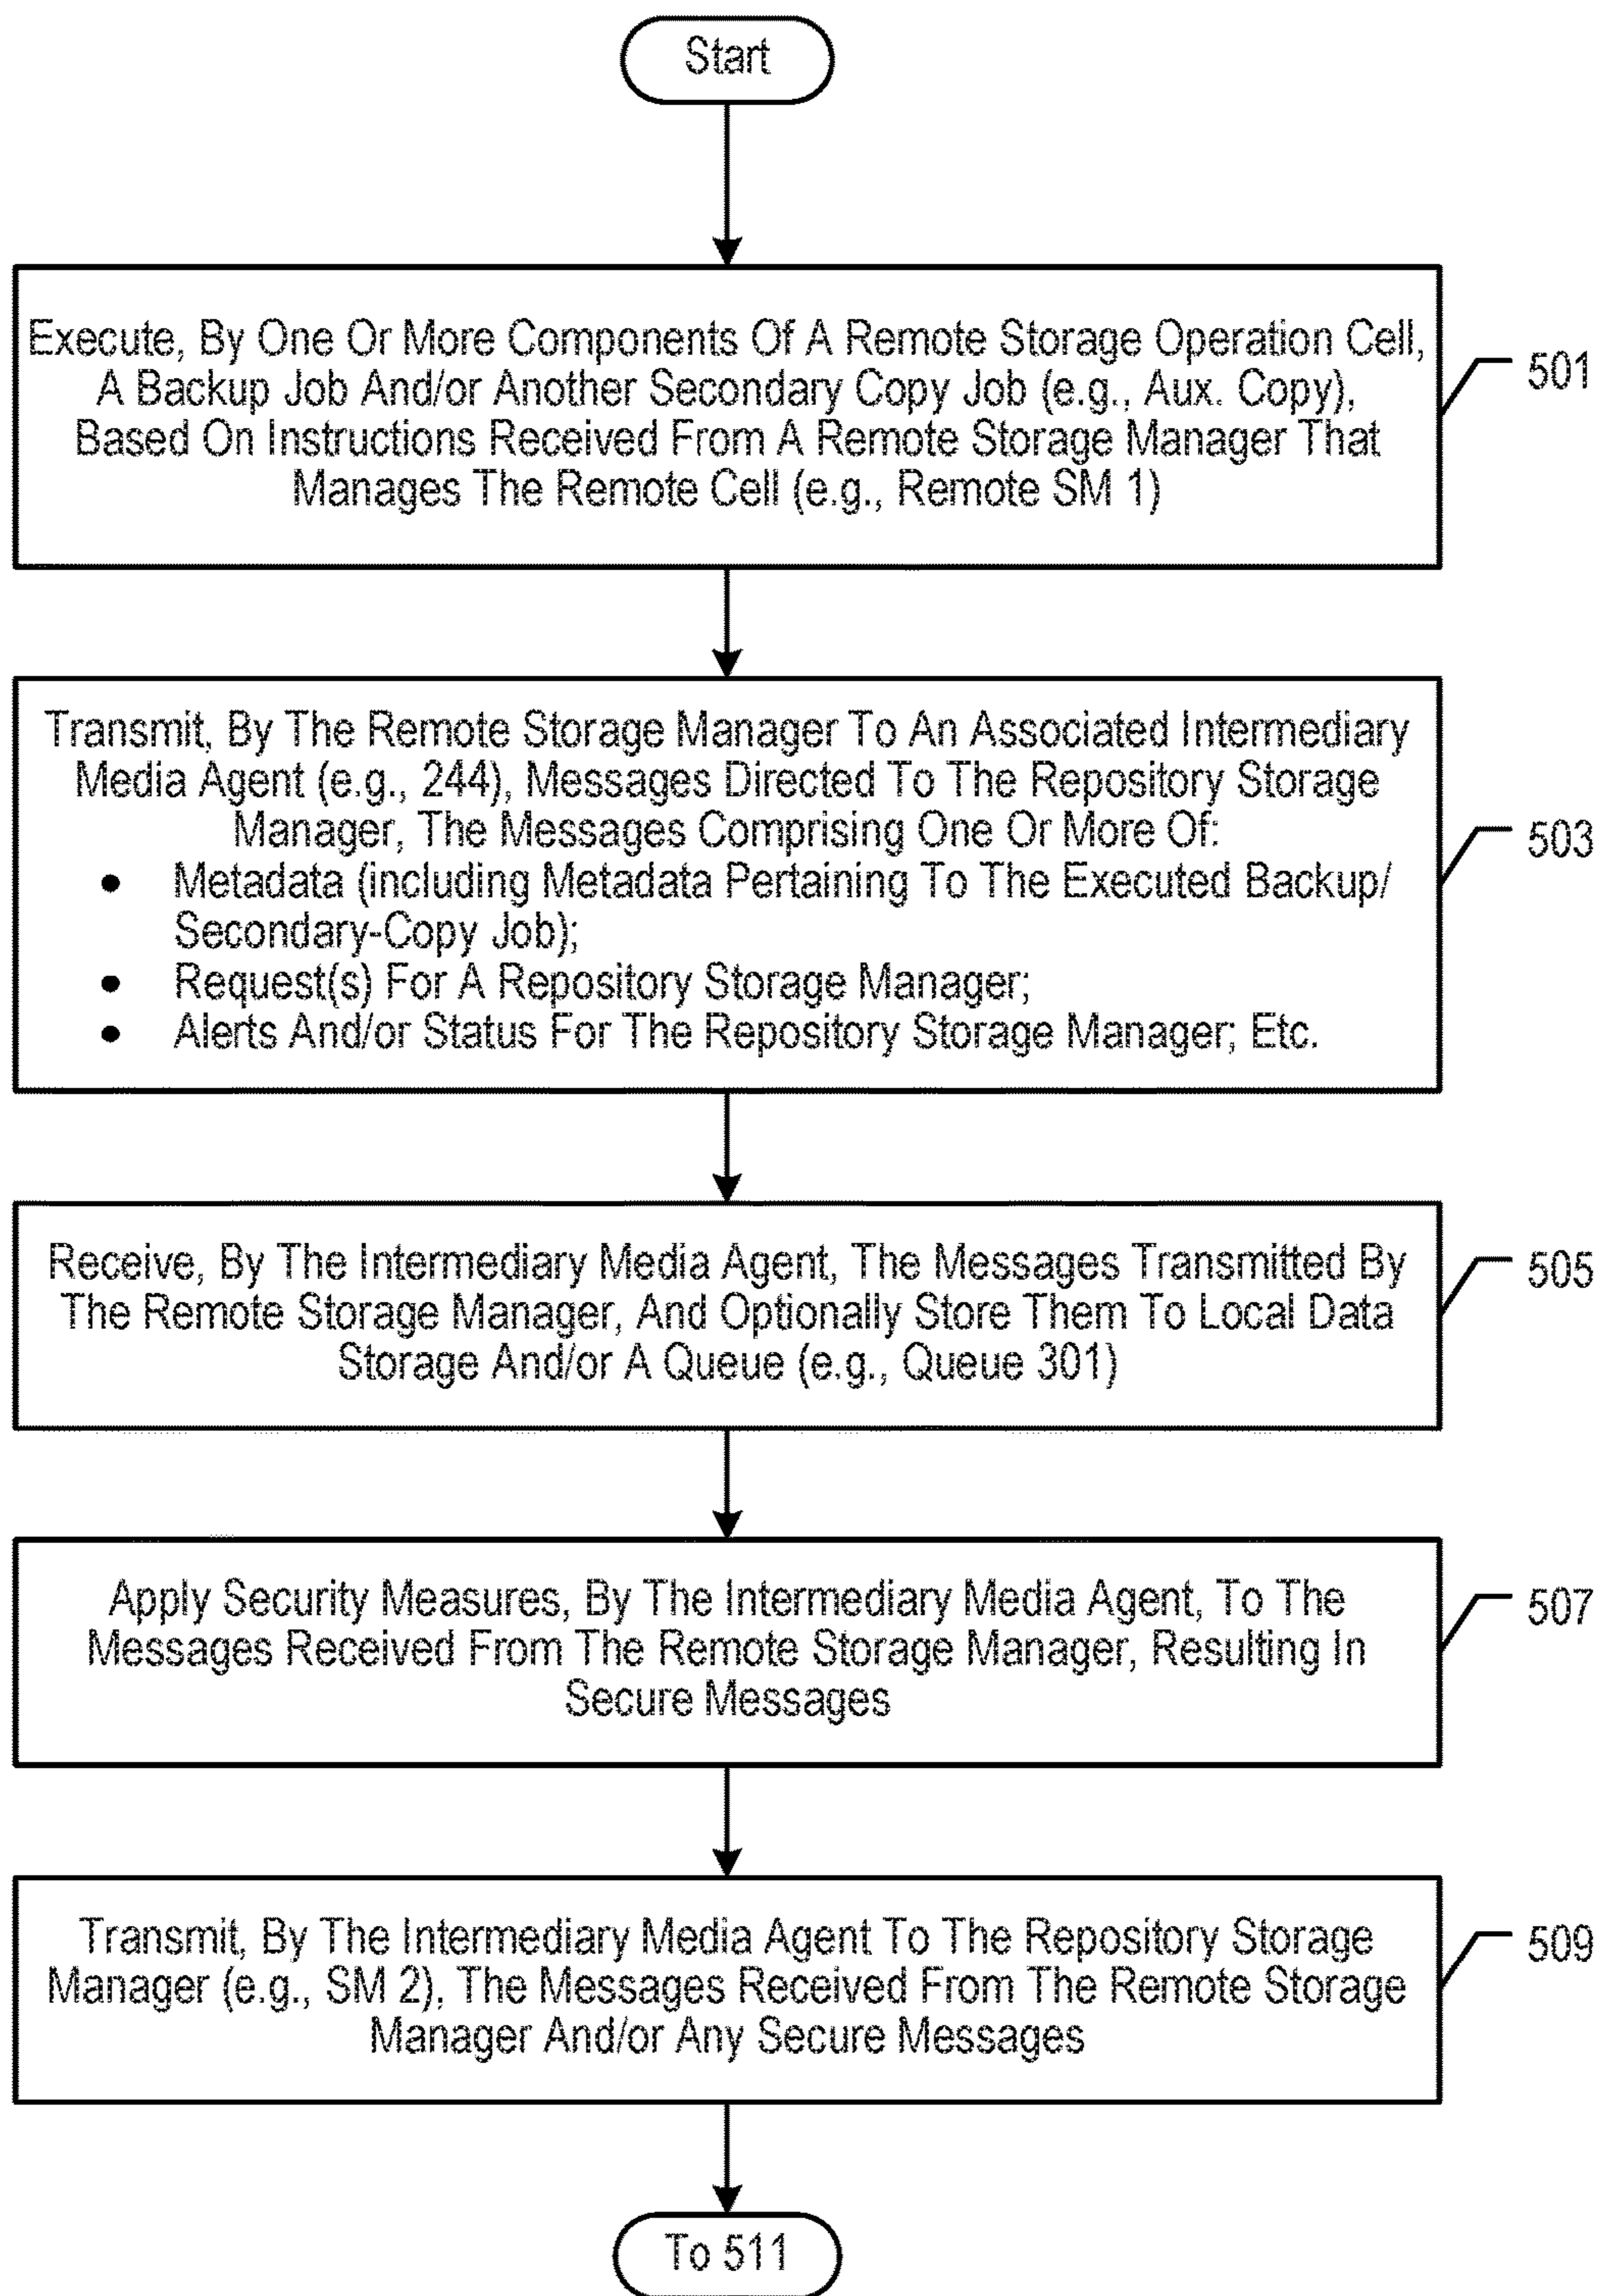 Start
Execute, By One Or More Components Of A Remote Storage Operation Cell,
A Backup Job And/or Another Secondary Copy Job (e.g., Aux. Copy),
Based On Instructions Received From A Remote Storage Manager That
Manages The Remote Cell (e.g., Remote SM 1)
501
Transmit, By The Remote Storage Manager To An Associated Intermediary
Media Agent (e.g., 244), Messages Directed To The Repository Storage
Manager, The Messages Comprising One Or More Of:
• Metadata (including Metadata Pertaining To The Executed Backup/
Secondary-Copy Job);
• Request(s) For A Repository Storage Manager;
• Alerts And/or Status For The Repository Storage Manager; Etc.
503
Receive, By The Intermediary Media Agent, The Messages Transmitted By
The Remote Storage Manager, And Optionally Store Them To Local Data
Storage And/or A Queue (e.g., Queue 301)
505
Apply Security Measures, By The Intermediary Media Agent, To The
Messages Received From The Remote Storage Manager, Resulting In
Secure Messages
507
Transmit, By The Intermediary Media Agent To The Repository Storage
Manager (e.g., SM 2), The Messages Received From The Remote Storage
Manager And/or Any Secure Messages
509
To 511